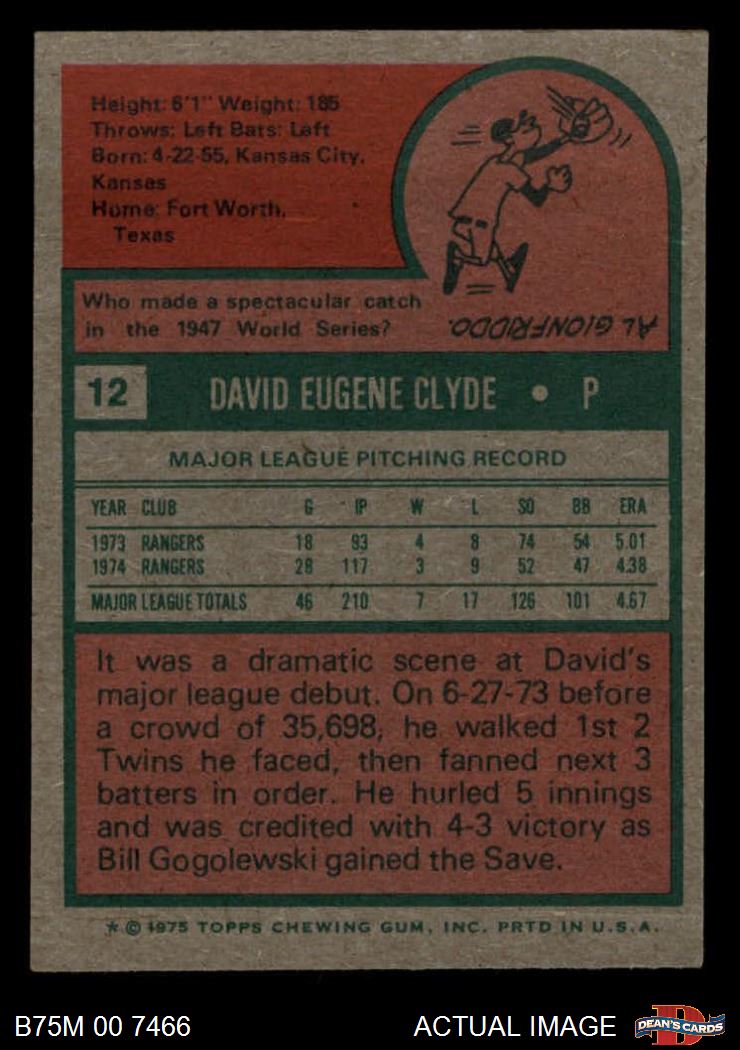 Height: 6'1" Weight: 185
Throws: Left Bats: Left
Born: 4-22-55, Kansas City,
Kansas
Home: Fort Worth,
Texas
Who made a spectacular catch
in the 1947 World Series?
AL GIONFRIDDO.
12 DAVID EUGENE CLYDE • P
MAJOR LEAGUE PITCHING RECORD
YEAR CLUB G IP W L SO BB ERA
1973 RANGERS 18 93 4 8 74 54 5.01
1974 RANGERS 28 117 3 9 52 47 4.38
MAJOR LEAGUE TOTALS 46 210 7 17 126 101 4.67
It was a dramatic scene at David's
major league debut. On 6-27-73 before
a crowd of 35,698, he walked 1st 2
Twins he faced, then fanned next 3
batters in order. He hurled 5 innings
and was credited with 4-3 victory as
Bill Gogolewski gained the Save.
* © 1975 TOPPS CHEWING GUM, INC. PRTD IN U.S.A.
B75M 00 7466 ACTUAL IMAGE D DEAN'S CARDS